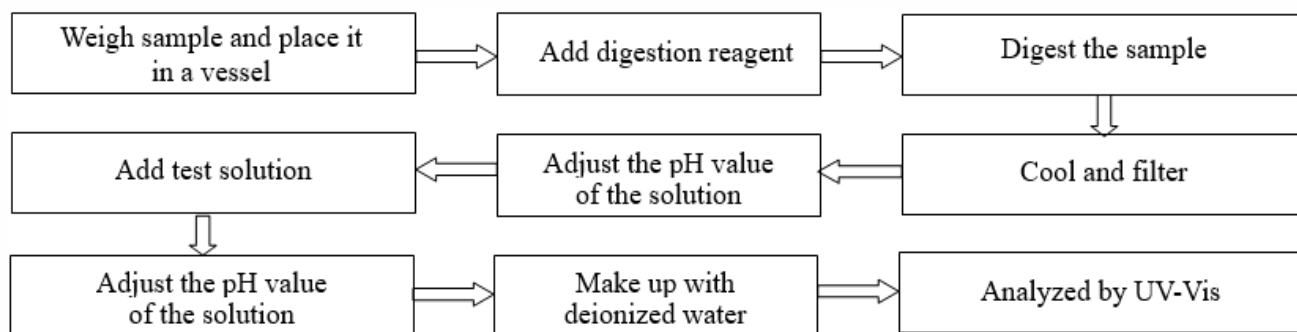 Weigh sample and place it
in a vessel
Add digestion reagent
Digest the sample
Cool and filter
Adjust the pH value
of the solution
Add test solution
Adjust the pH value
of the solution
Make up with
deionized water
Analyzed by UV-Vis